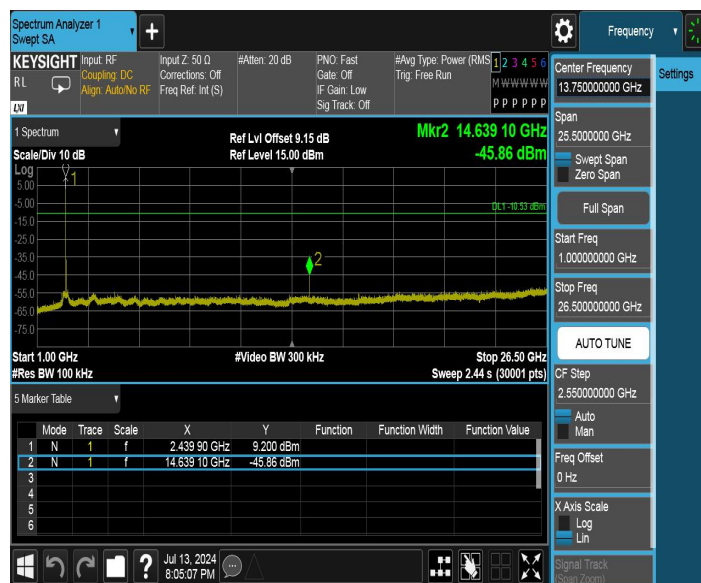 Spectrum Analyzer 1
Swept SA
+
Frequency
KEYSIGHT
RL
LXI
Input: RF
Coupling: DC
Align: Auto/No RF
Input Z: 50 Ω
Corrections: Off
Freq Ref: Int (S)
#Atten: 20 dB
PNO: Fast
Gate: Off
IF Gain: Low
Sig Track: Off
#Avg Type: Power (RMS
Trig: Free Run
1 2 3 4 5 6
M W W W W W
P P P P P P
1 Spectrum
Scale/Div 10 dB
Ref Lvl Offset 9.15 dB
Ref Level 15.00 dBm
Mkr2 14.639 10 GHz
-45.86 dBm
Log
5.00
-5.00
-15.0
-25.0
-35.0
-45.0
-55.0
-65.0
-75.0
1
2
DL1 -10.53 dBm
Start 1.00 GHz
#Res BW 100 kHz
#Video BW 300 kHz
Stop 26.50 GHz
Sweep 2.44 s (30001 pts)
5 Marker Table
Mode Trace Scale X Y Function Function Width Function Value
1 N 1 f 2.439 90 GHz 9.200 dBm
2 N 1 f 14.639 10 GHz -45.86 dBm
3
4
5
6
?
Jul 13, 2024
8:05:07 PM
Center Frequency
13.750000000 GHz
Span
25.5000000 GHz
Swept Span
Zero Span
Full Span
Start Freq
1.000000000 GHz
Stop Freq
26.500000000 GHz
AUTO TUNE
CF Step
2.550000000 GHz
Auto
Man
Freq Offset
0 Hz
X Axis Scale
Log
Lin
Signal Track
(Span Zoom)
Settings